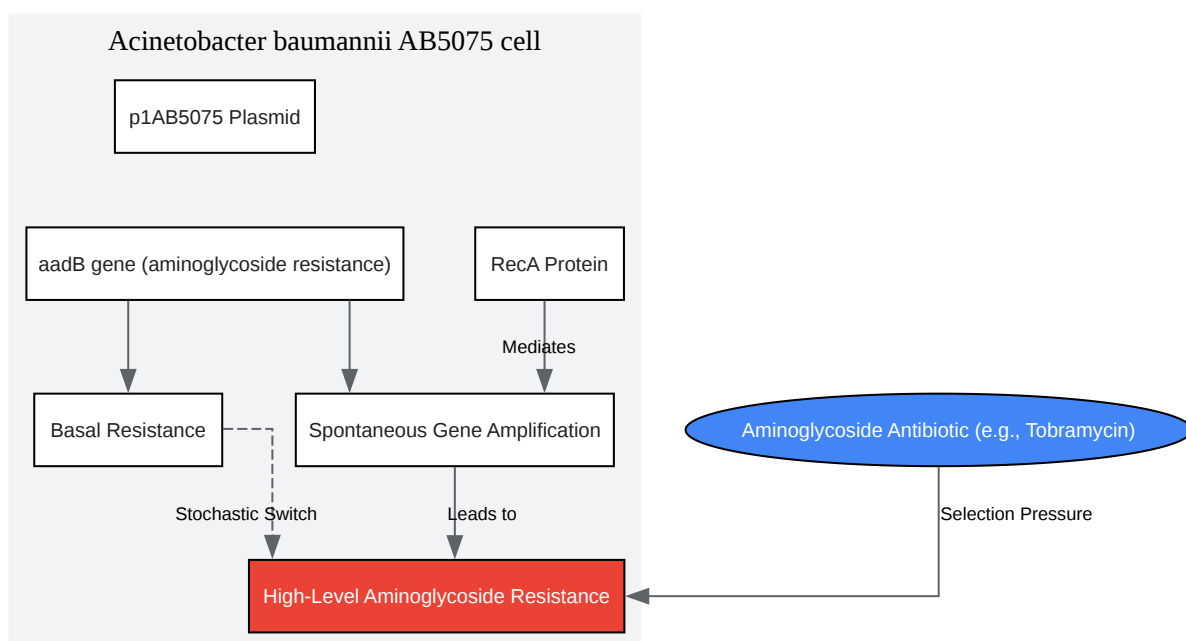 Acinetobacter baumannii AB5075 cell
p1AB5075 Plasmid
aadB gene (aminoglycoside resistance)
RecA Protein
Mediates
Basal Resistance
Spontaneous Gene Amplification
Aminoglycoside Antibiotic (e.g., Tobramycin)
Stochastic Switch
Leads to
Selection Pressure
High-Level Aminoglycoside Resistance